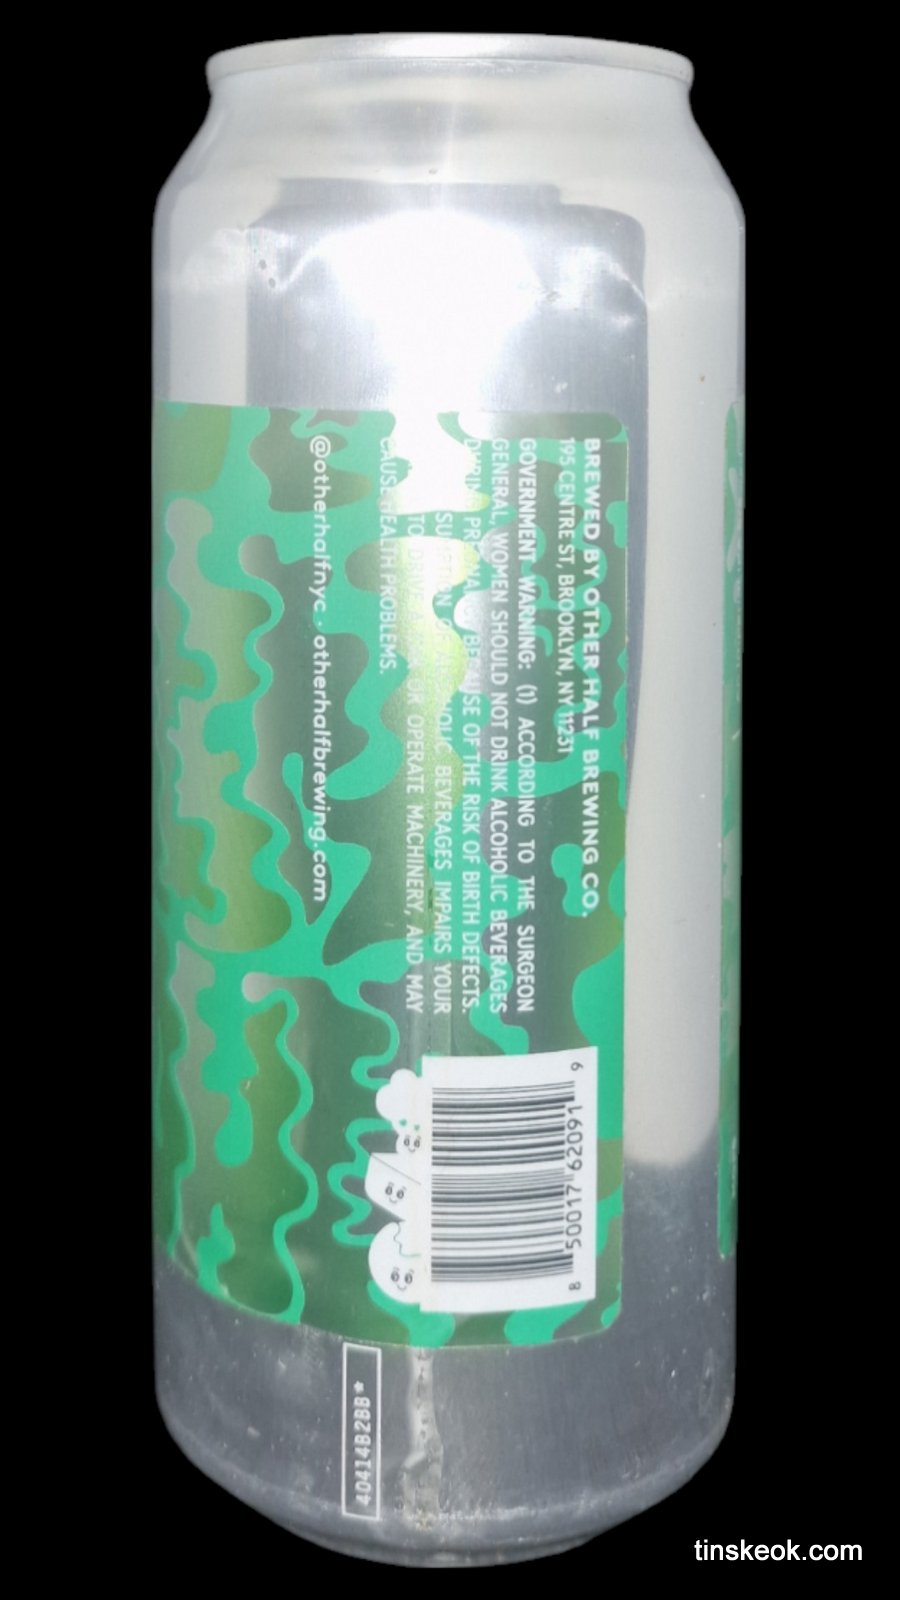 BREWED BY OTHER HALF BREWING CO.
195 CENTRE ST, BROOKLYN, NY 11231
GOVERNMENT WARNING: (1) ACCORDING TO THE SURGEON
GENERAL, WOMEN SHOULD NOT DRINK ALCOHOLIC BEVERAGES
OF THE RISK OF BIRTH DEFECTS.
BEVERAGES IMPAIRS YOUR
OR OPERATE MACHINERY, AND MAY
CAUSE HEALTH PROBLEMS.
@otherhalfnyc . otherhalfbrewing.com
9 62091 50017 8
404148288*
tinskeok.com